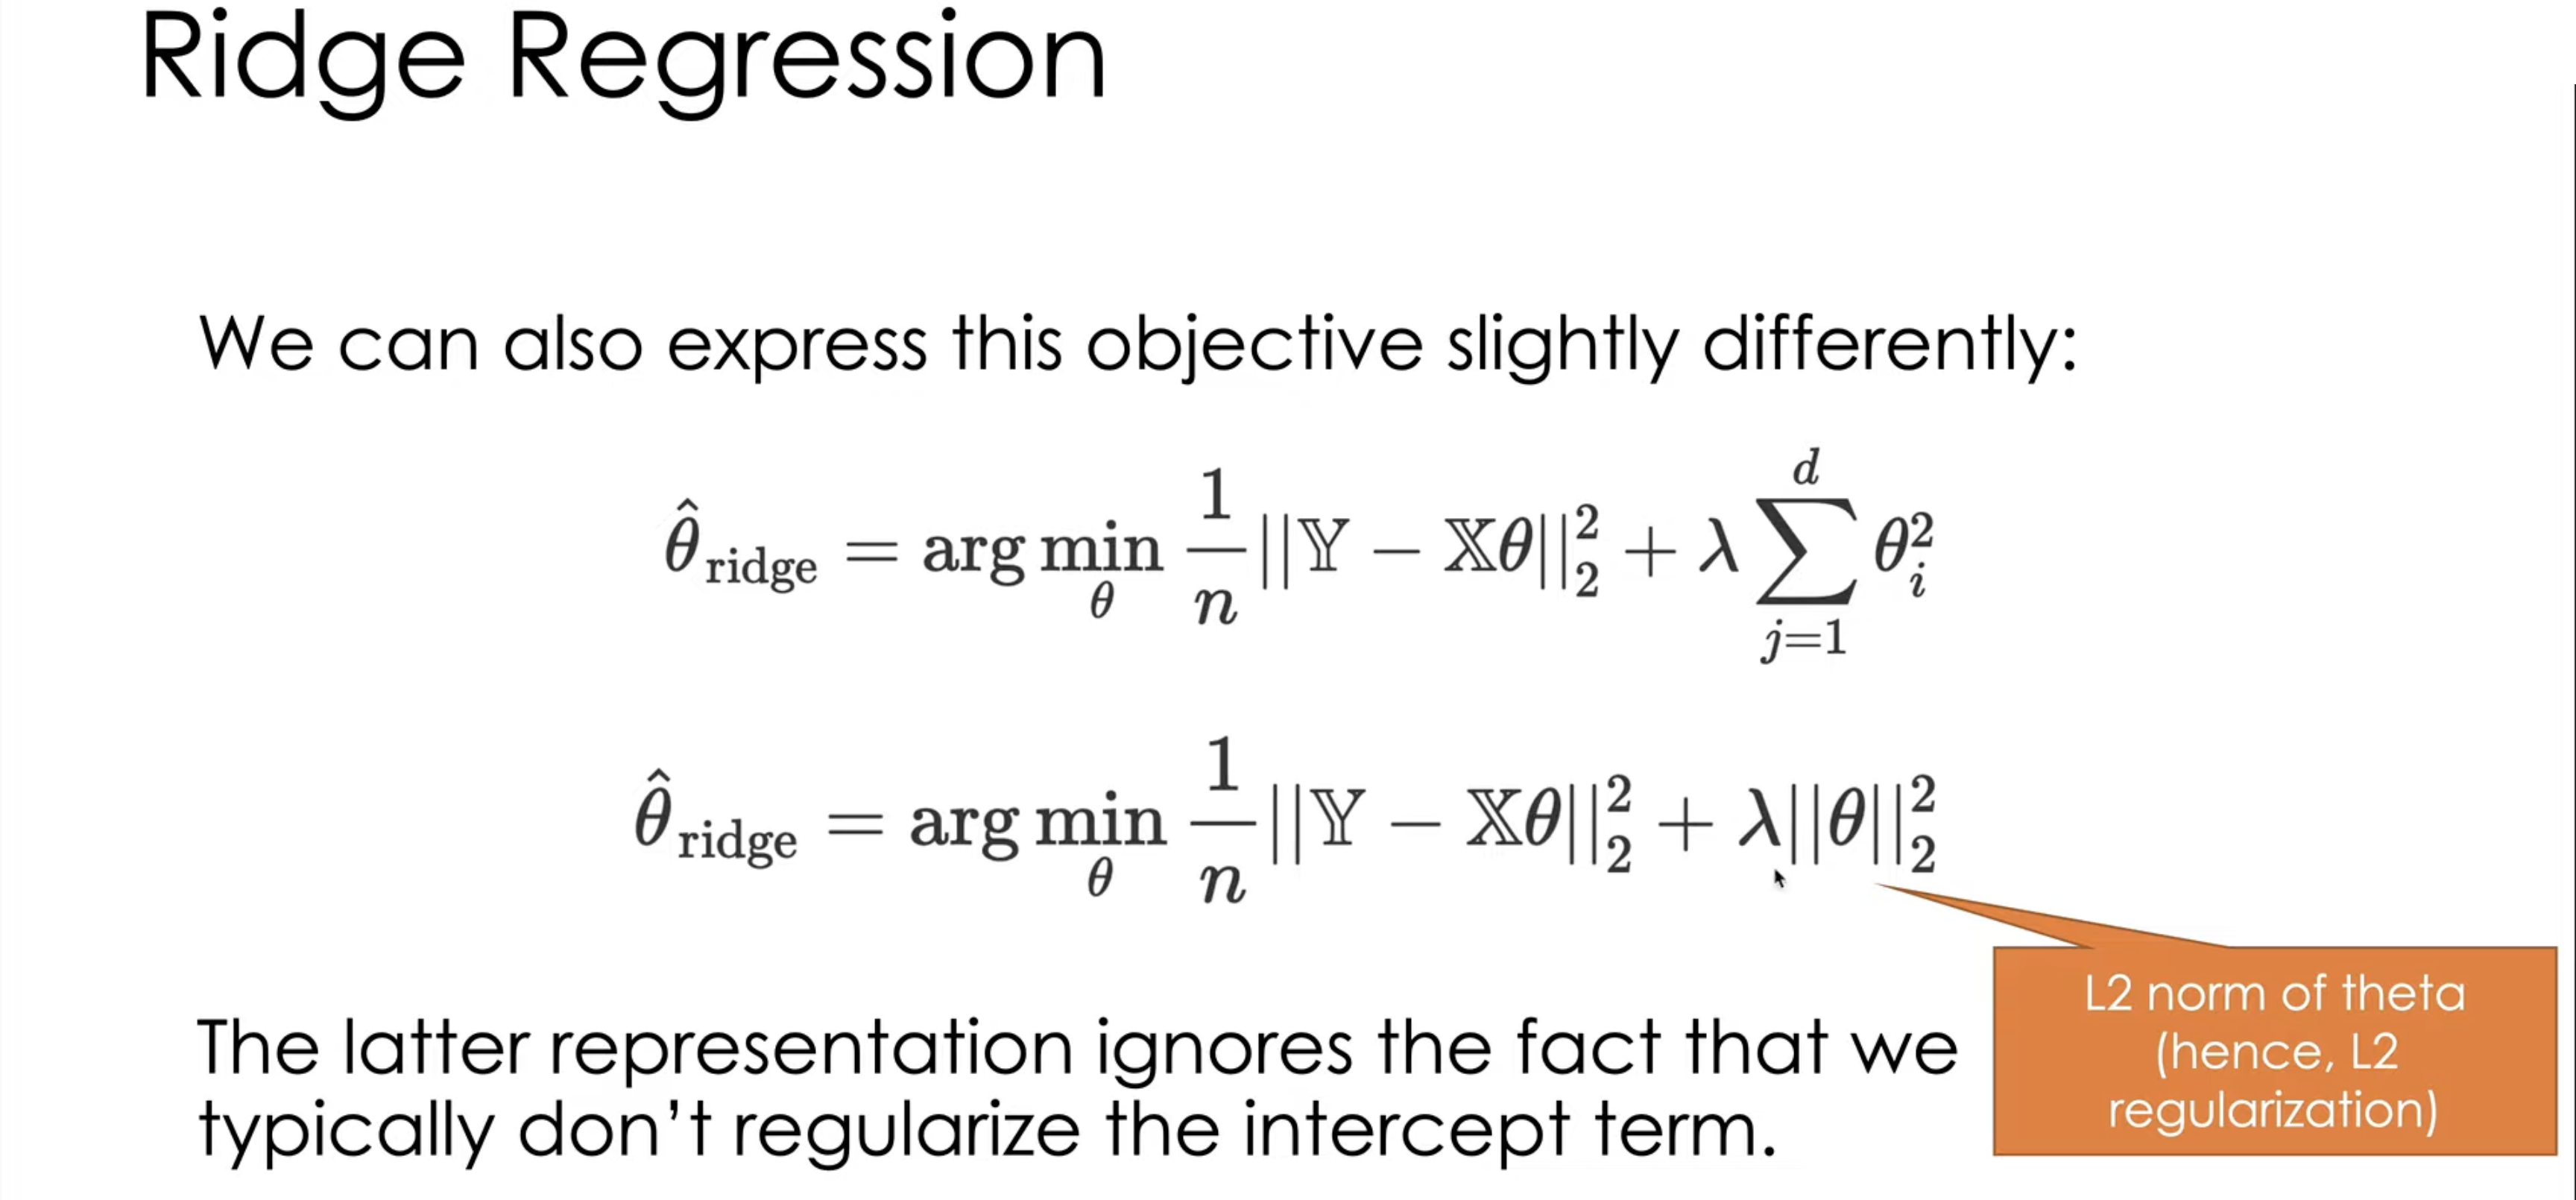 Ridge Regression
We can also express this objective slightly differently:
$\hat{\theta}_{\text{ridge}} = \arg\min_{\theta} \frac{1}{n} ||\mathbb{Y} - \mathbb{X}\theta||_2^2 + \lambda \sum_{j=1}^{d} \theta_i^2$
$\hat{\theta}_{\text{ridge}} = \arg\min_{\theta} \frac{1}{n} ||\mathbb{Y} - \mathbb{X}\theta||_2^2 + \lambda ||\theta||_2^2$
The latter representation ignores the fact that we
typically don’t regularize the intercept term.
L2 norm of theta
(hence, L2
regularization)